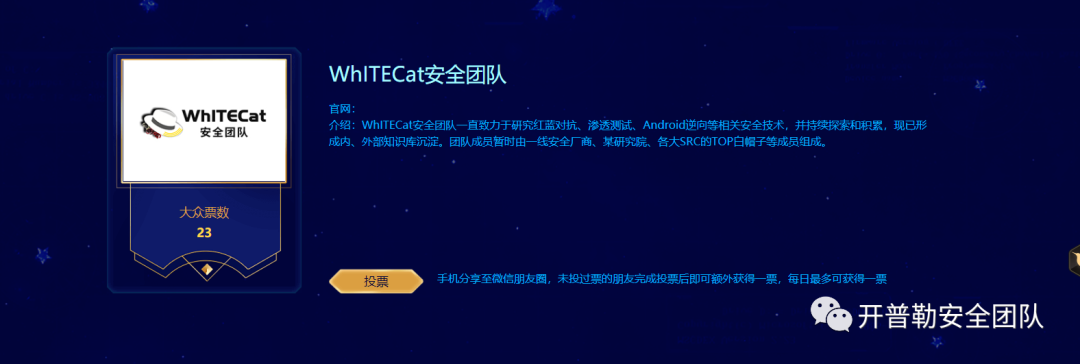 WhITECat安全团队
官网：
介绍：WhITECat安全团队一直致力于研究红蓝对抗、渗透测试、Android逆向等相关安全技术，并持续探索和积累，现已形
成内、外部知识库沉淀。团队成员暂时由一线安全厂商、某研究院、各大SRC的TOP白帽子等成员组成。
WhITECat
安全团队
大众票数
23
投票
手机分享至微信朋友圈，未投过票的朋友完成投票后即可额外获得一票，每日最多可获得一票
开普勒安全团队